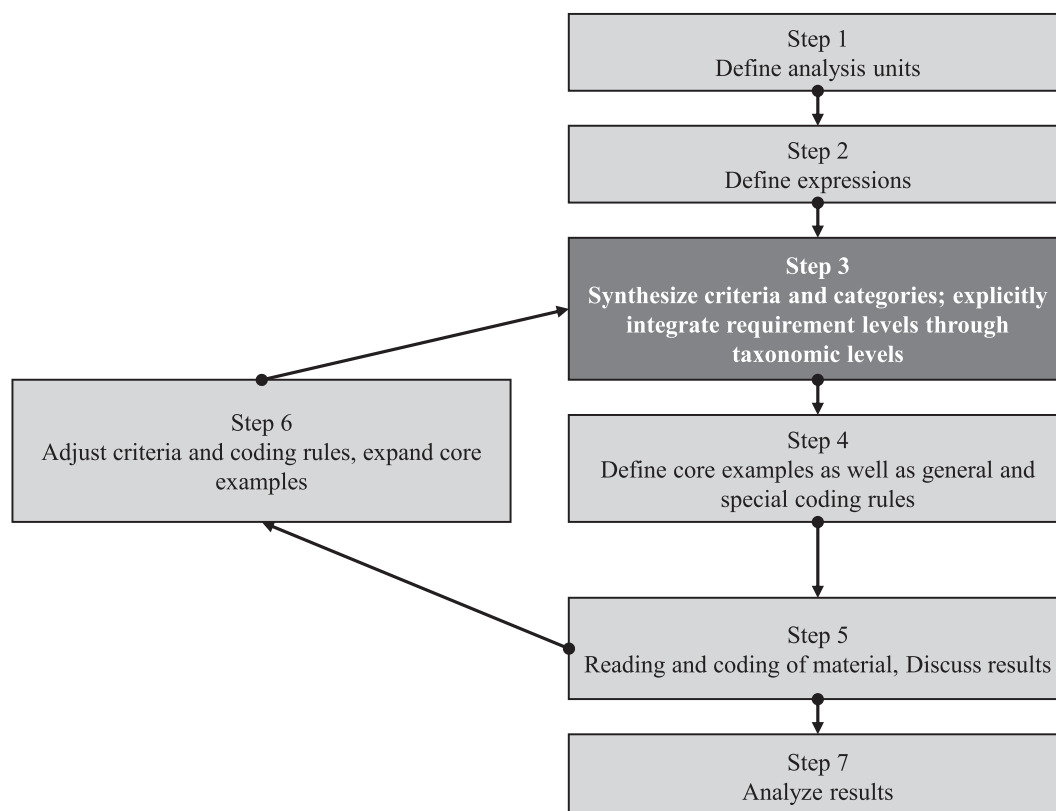 Step 1
Define analysis units
Step 2
Define expressions
Step 3
Synthesize criteria and categories; explicitly
integrate requirement levels through
taxonomic levels
Step 4
Define core examples as well as general and
special coding rules
Step 5
Reading and coding of material, Discuss results
Step 6
Adjust criteria and coding rules, expand core
examples
Step 7
Analyze results